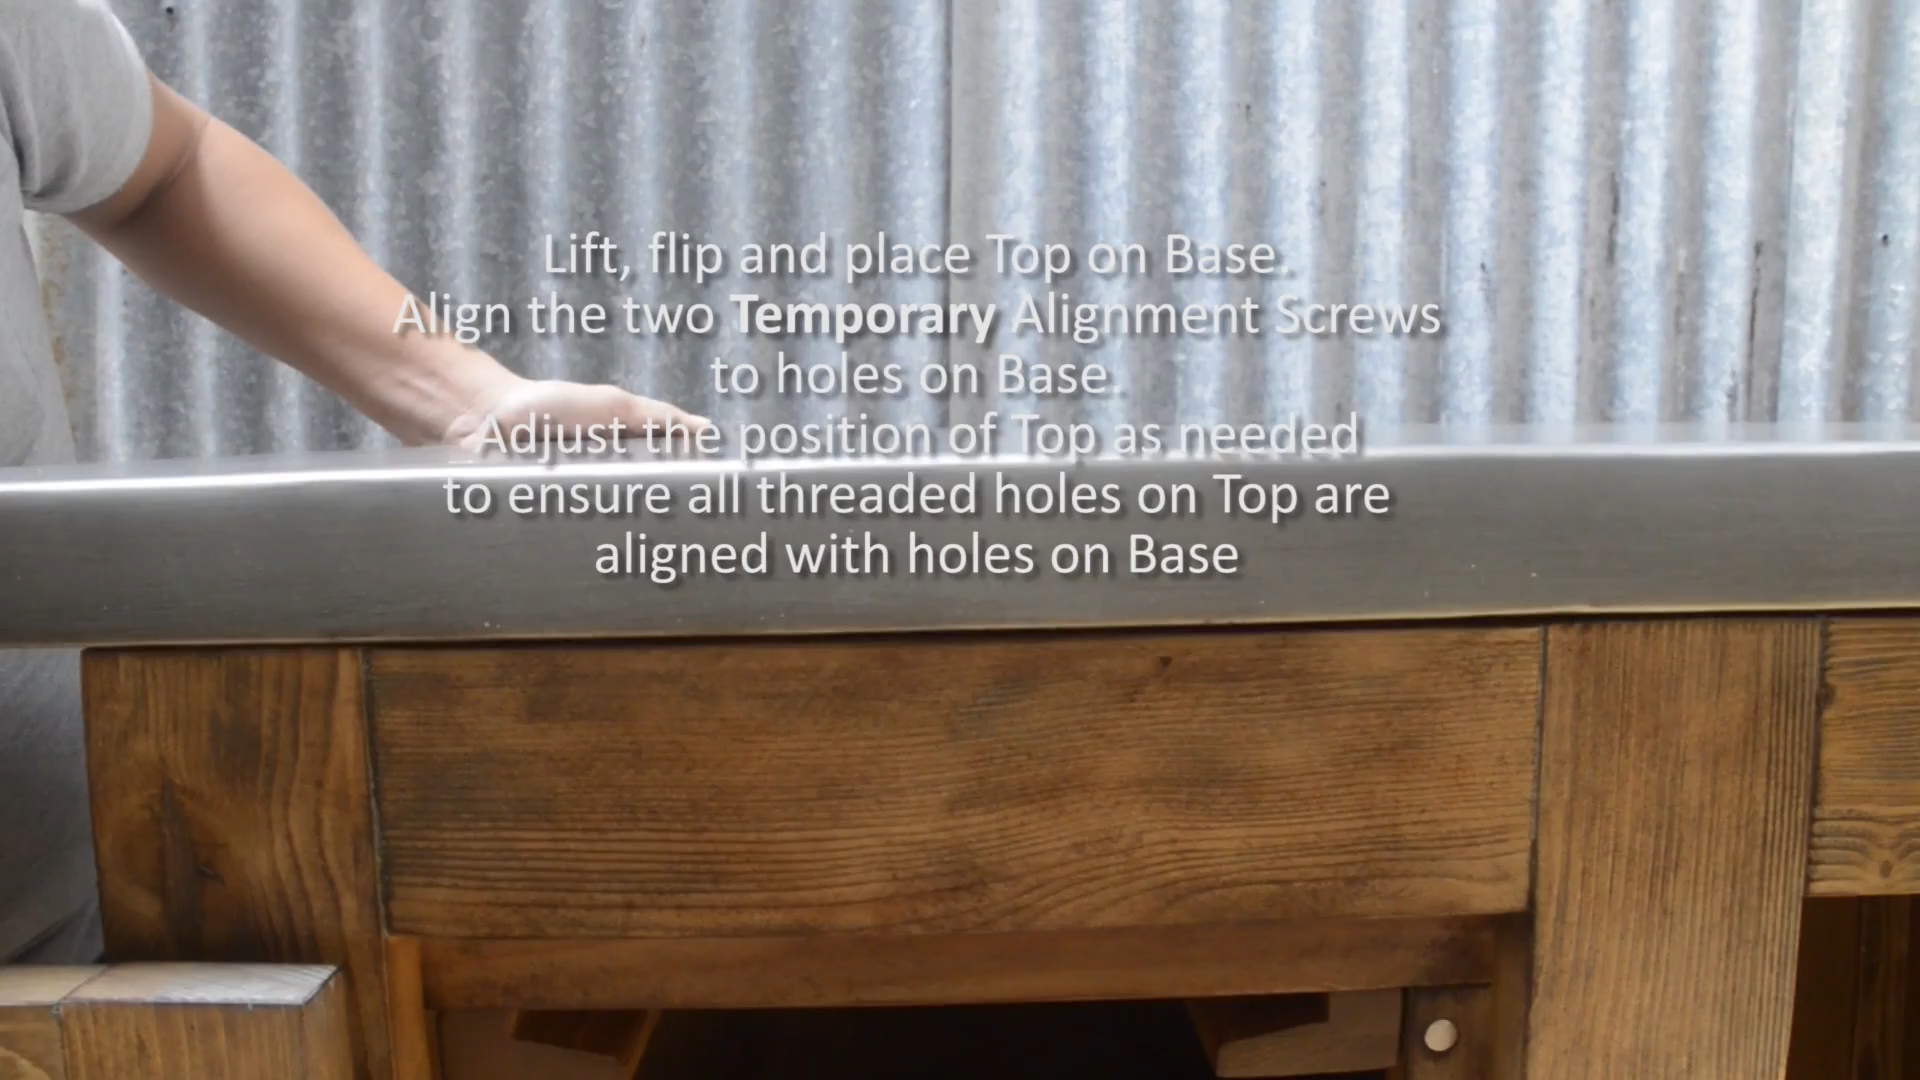 Lift, flip and place Top on Base.
Align the two Temporary Alignment Screws
to holes on Base.
Adjust the position of Top as needed
to ensure all threaded holes on Top are
aligned with holes on Base